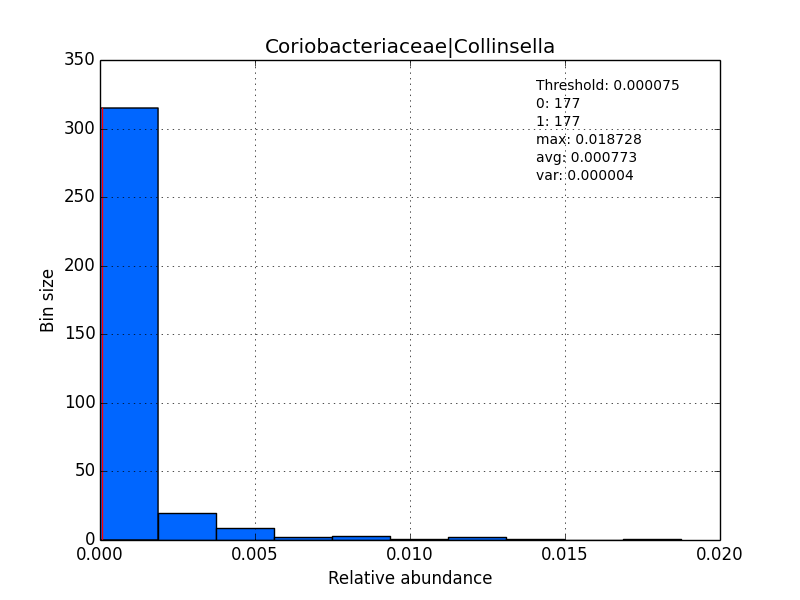 Coriobacteriaceae|Collinsella
350
300
250
200
150
100
50
0
Bin size
Threshold: 0.000075
0: 177
1: 177
max: 0.018728
avg: 0.000773
var: 0.000004
0.000 0.005 0.010 0.015 0.020
Relative abundance